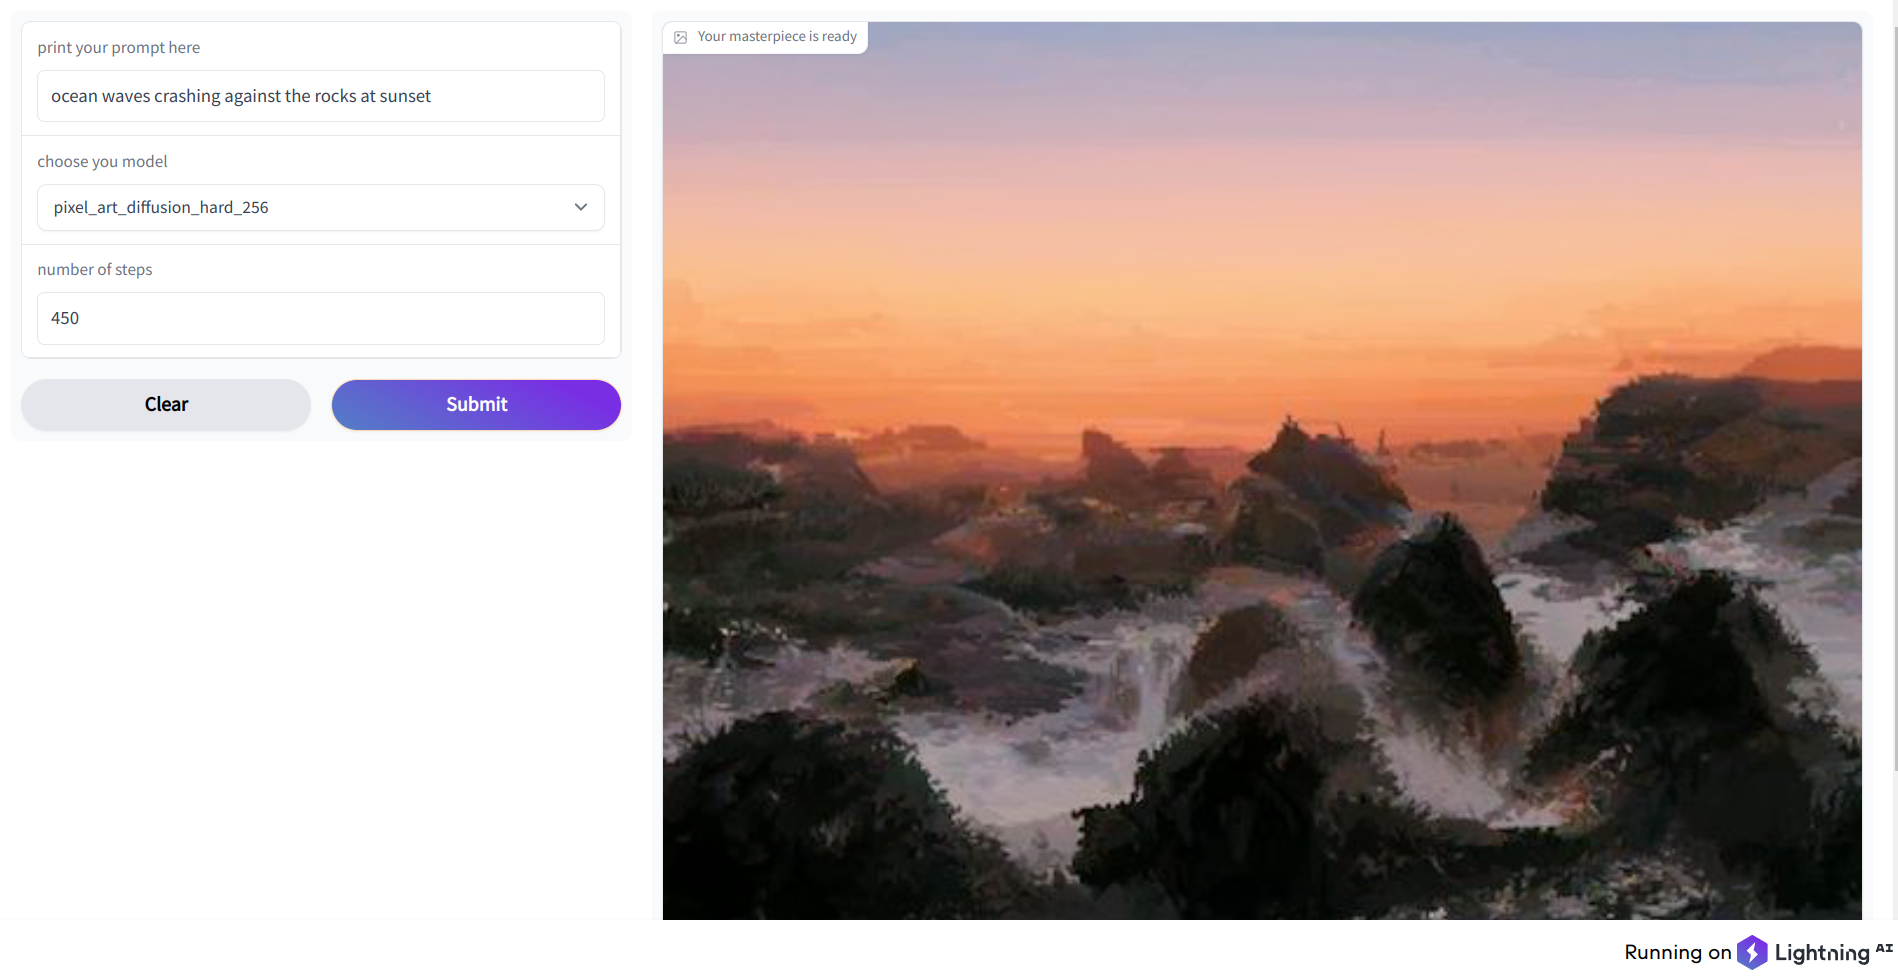 print your prompt here
ocean waves crashing against the rocks at sunset
choose you model
pixel_art_diffusion_hard_256
number of steps
450
Clear
Submit
Your masterpiece is ready
Running on Lightning AI